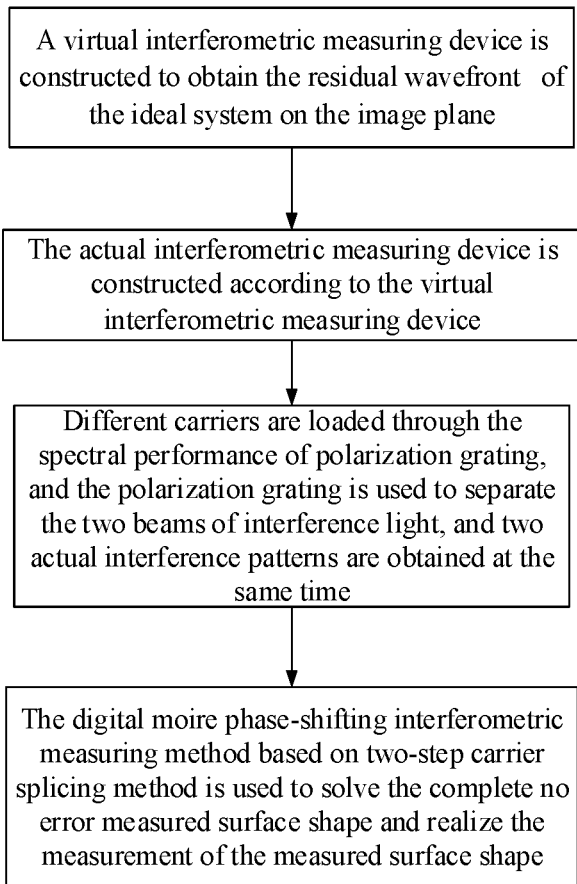 A virtual interferometric measuring device is
constructed to obtain the residual wavefront of
the ideal system on the image plane
The actual interferometric measuring device is
constructed according to the virtual
interferometric measuring device
Different carriers are loaded through the
spectral performance of polarization grating,
and the polarization grating is used to separate
the two beams of interference light, and two
actual interference patterns are obtained at the
same time
The digital moire phase-shifting interferometric
measuring method based on two-step carrier
splicing method is used to solve the complete no
error measured surface shape and realize the
measurement of the measured surface shape